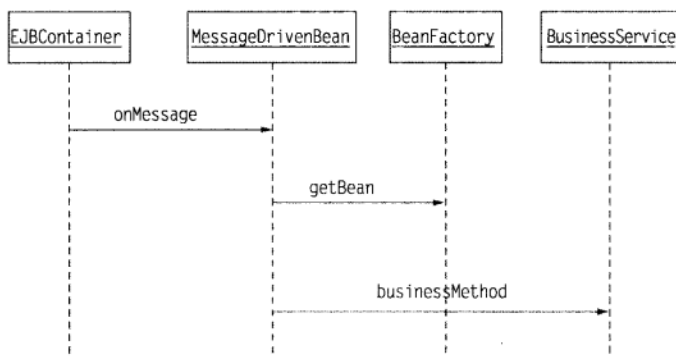 EJBContainer MessageDrivenBean BeanFactory BusinessService
onMessage
getBean
businessMethod